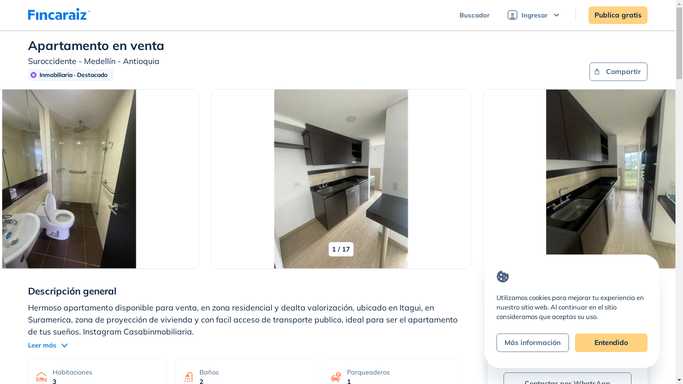 Fincaraiz
Buscador
Ingresar
Publica gratis
Apartamento en venta
Suroccidente - Medellín - Antioquia
Inmobiliaria · Destacado
Compartir
1 / 17
Descripción general
Hermoso apartamento disponible para venta, en zona residencial y dealta valorización, ubicado en Itagui, en
Suramerica, zona de proyección de vivienda y con facil acceso de transporte publico, ideal para ser el apartamento
de tus sueños. Instagram Casabinmobiliaria.
Leer más
Habitaciones
3
Baños
2
Parqueaderos
1
Utilizamos cookies para mejorar tu experiencia en
nuestro sitio web. Al continuar en el sitio
consideramos que aceptas su uso.
Más información
Entendido
Contactar por WhatsApp